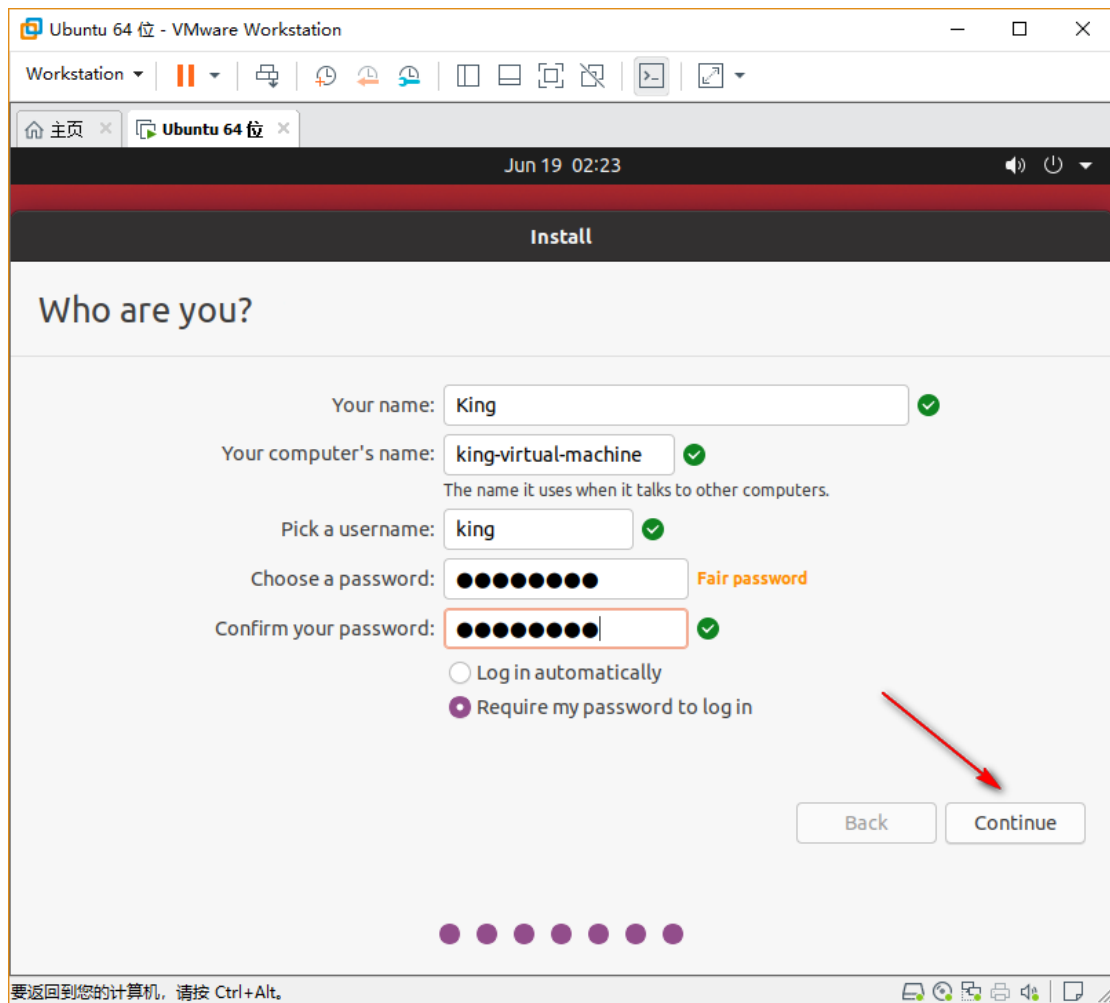 Ubuntu 64 位 - VMware Workstation
Workstation
主页
Ubuntu 64 位
Jun 19 02:23
Install
Who are you?
Your name: King
Your computer's name: king-virtual-machine
The name it uses when it talks to other computers.
Pick a username: king
Choose a password: ●●●●●●●● Fair password
Confirm your password: ●●●●●●●●
Log in automatically
Require my password to log in
Back Continue
要返回到您的计算机，请按 Ctrl+Alt。